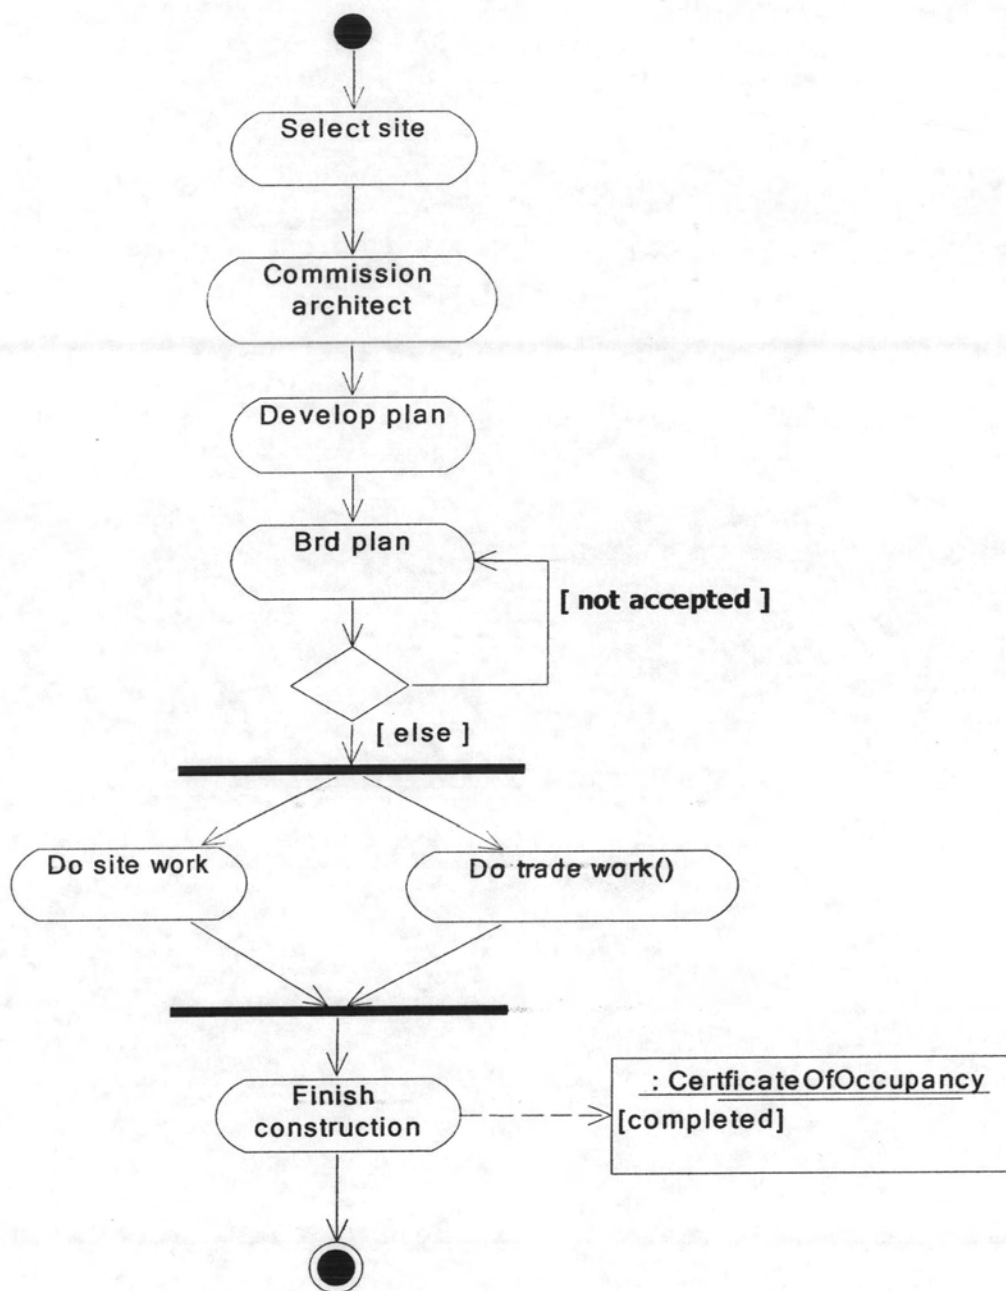 Select site
Commission
architect
Develop plan
Brd plan
[ not accepted ]
[ else ]
Do site work
Do trade work()
Finish
construction
: CertficateOfOccupancy
[completed]